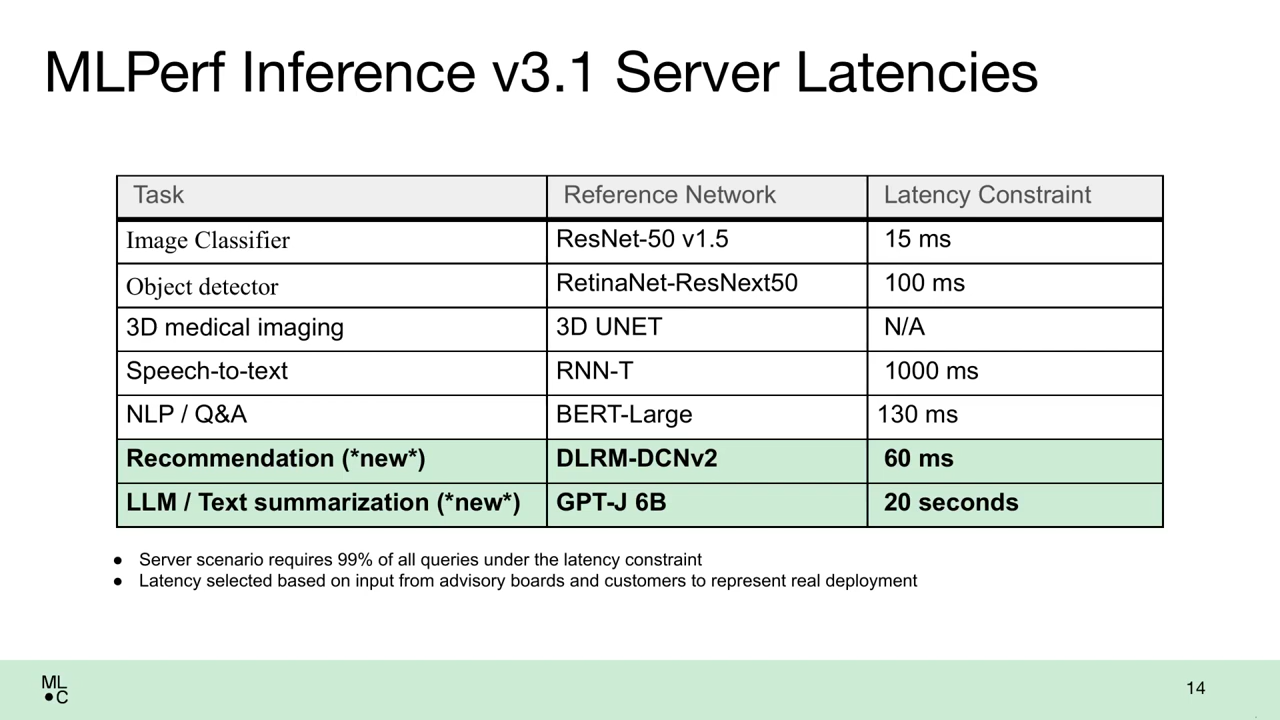 MLPerf Inference v3.1 Server Latencies
Task Reference Network Latency Constraint
Image Classifier ResNet-50 v1.5 15 ms
Object detector RetinaNet-ResNext50 100 ms
3D medical imaging 3D UNET N/A
Speech-to-text RNN-T 1000 ms
NLP / Q&A BERT-Large 130 ms
Recommendation (*new*) DLRM-DCNv2 60 ms
LLM / Text summarization (*new*) GPT-J 6B 20 seconds
● Server scenario requires 99% of all queries under the latency constraint
● Latency selected based on input from advisory boards and customers to represent real deployment
ML
●C
14